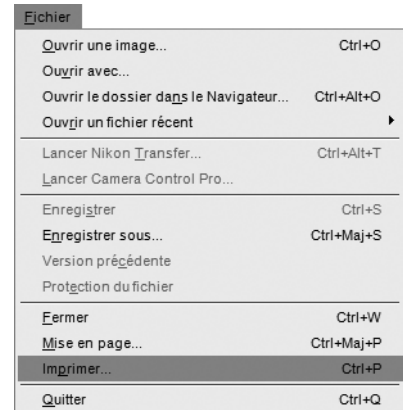 Fichier
Ouvrir une image... Ctrl+O
Ouvrir avec...
Ouvrir le dossier dans le Navigateur... Ctrl+Alt+O
Ouvrir un fichier récent
Lancer Nikon Transfer... Ctrl+Alt+T
Lancer Camera Control Pro...
Enregistrer Ctrl+S
Enregistrer sous... Ctrl+Maj+S
Version précédente
Protection du fichier
Fermer Ctrl+W
Mise en page... Ctrl+Maj+P
Imprimer... Ctrl+P
Quitter Ctrl+Q